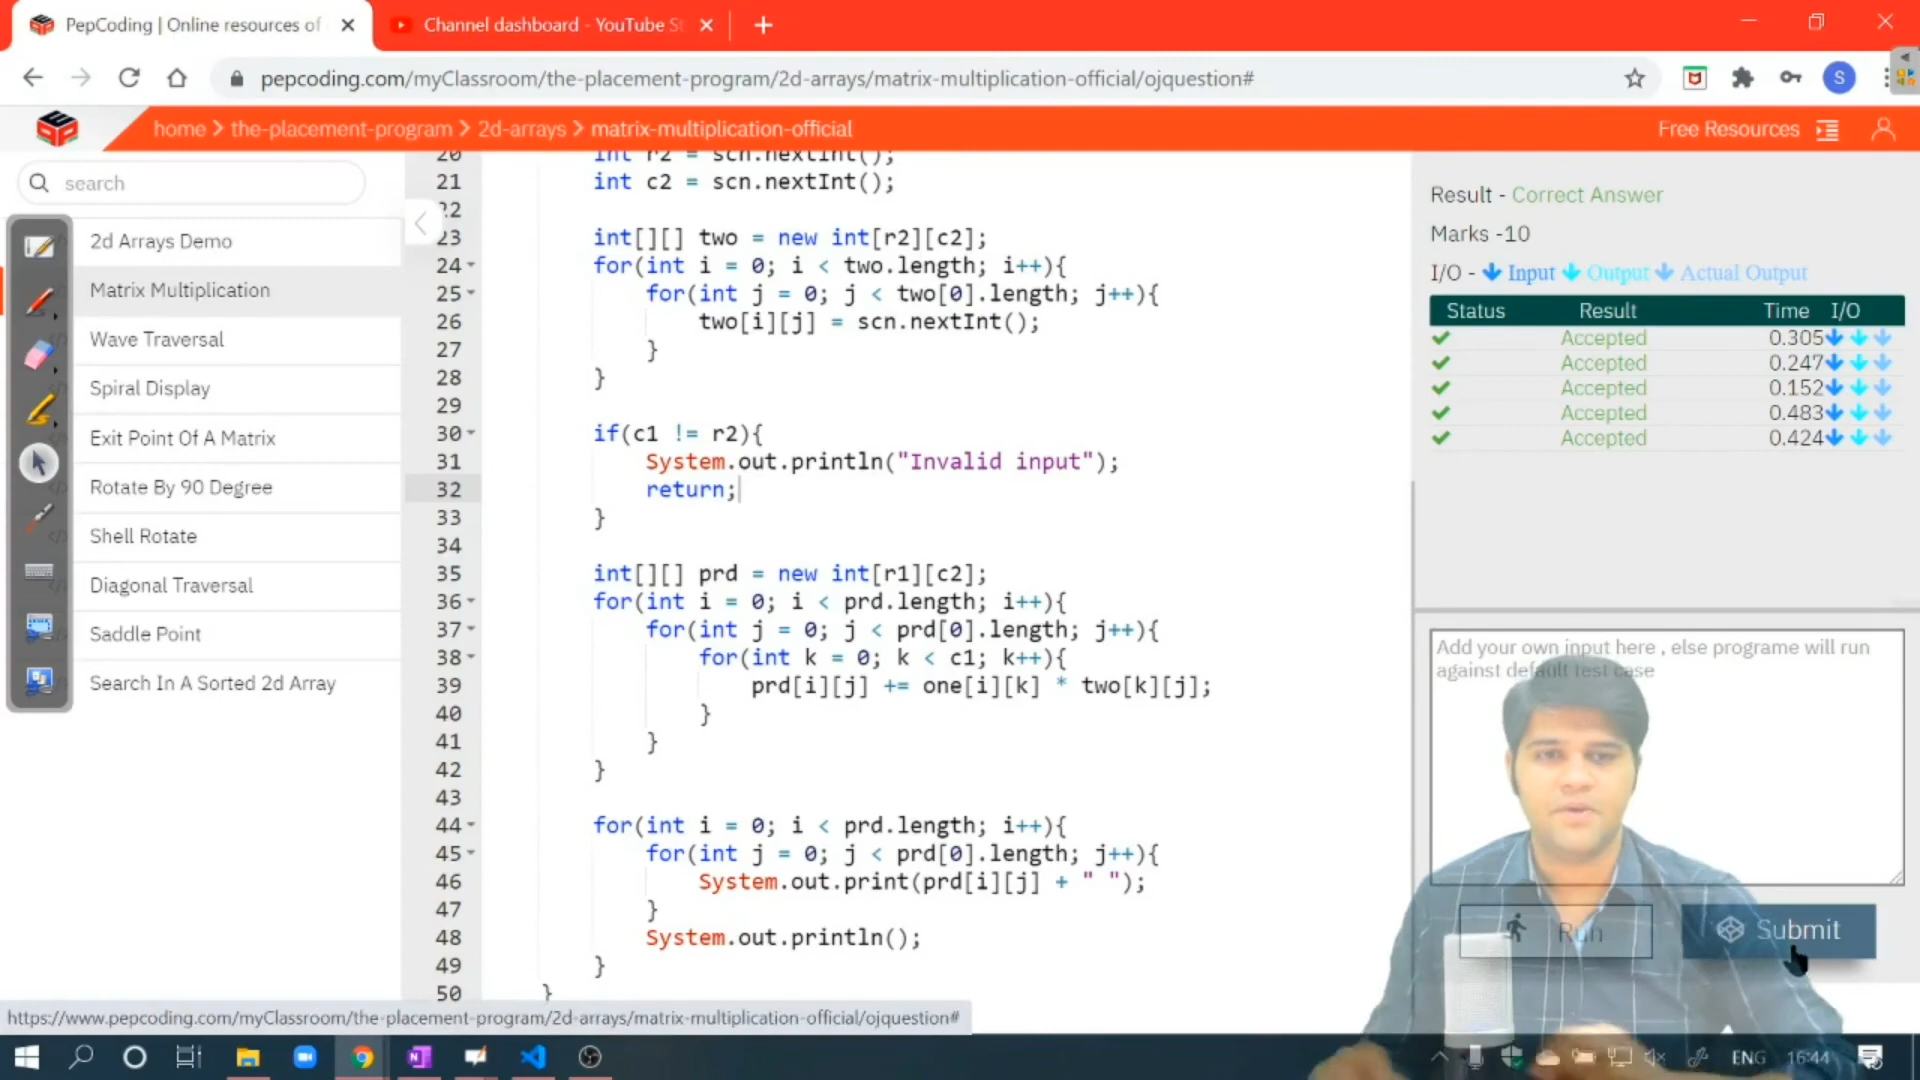 PepCoding | Online resources of
Channel dashboard - YouTube St
pepcoding.com/myClassroom/the-placement-program/2d-arrays/matrix-multiplication-official/ojquestion#
S
home > the-placement-program > 2d-arrays > matrix-multiplication-official
Free Resources
search
2d Arrays Demo
Matrix Multiplication
Wave Traversal
Spiral Display
Exit Point Of A Matrix
Rotate By 90 Degree
Shell Rotate
Diagonal Traversal
Saddle Point
Search In A Sorted 2d Array
20 int r2 = scn.nextInt();
21 int c2 = scn.nextInt();
22
23 int[][] two = new int[r2][c2];
24 for(int i = 0; i < two.length; i++){
25 for(int j = 0; j < two[0].length; j++){
26 two[i][j] = scn.nextInt();
27 }
28 }
29
30 if(c1 != r2){
31 System.out.println("Invalid input");
32 return;
33 }
34
35 int[][] prd = new int[r1][c2];
36 for(int i = 0; i < prd.length; i++){
37 for(int j = 0; j < prd[0].length; j++){
38 for(int k = 0; k < c1; k++){
39 prd[i][j] += one[i][k] * two[k][j];
40 }
41 }
42 }
43
44 for(int i = 0; i < prd.length; i++){
45 for(int j = 0; j < prd[0].length; j++){
46 System.out.print(prd[i][j] + " ");
47 }
48 System.out.println();
49 }
50 }
Result - Correct Answer
Marks -10
I/O - Input Output Actual Output
Status Result Time I/O
Accepted 0.305
Accepted 0.247
Accepted 0.152
Accepted 0.483
Accepted 0.424
Add your own input here , else programe will run
against default test case
Run
Submit
https://www.pepcoding.com/myClassroom/the-placement-program/2d-arrays/matrix-multiplication-official/ojquestion#
ENG 16:44